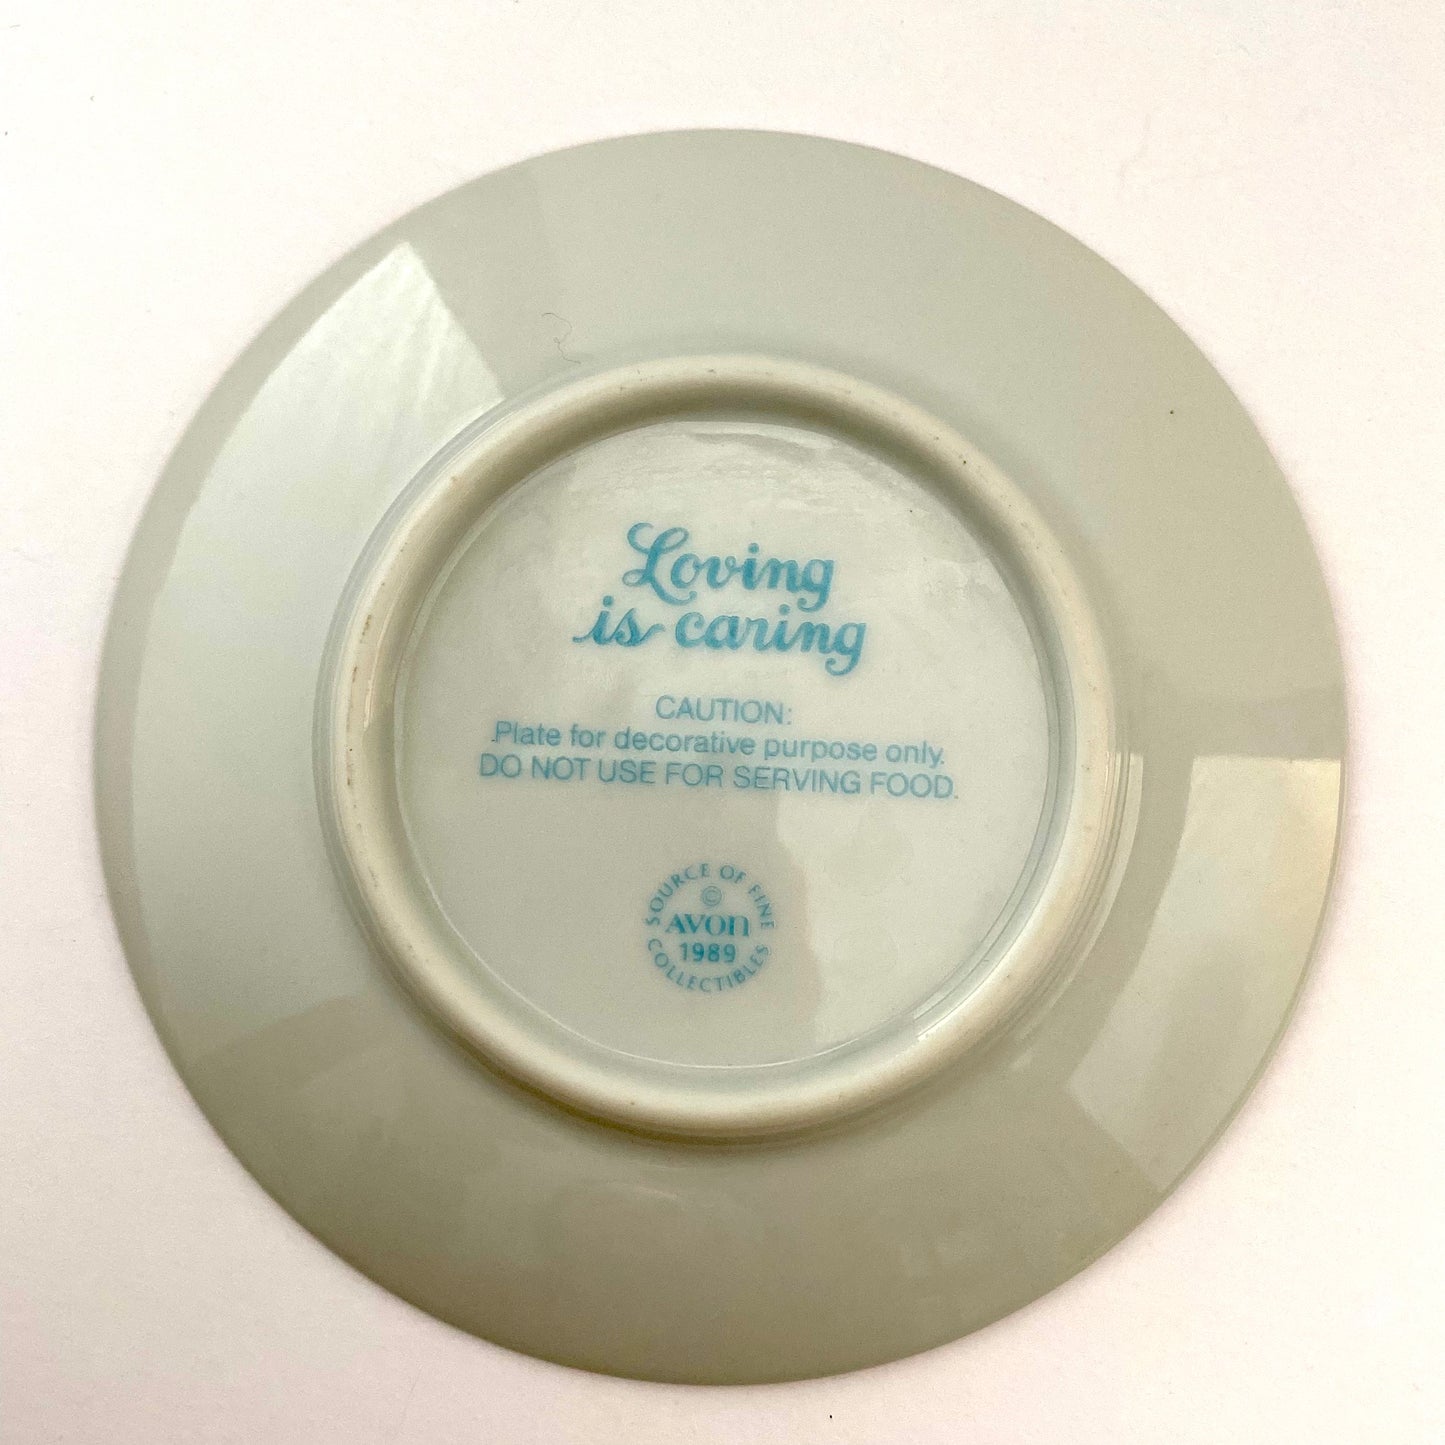 Loving
is caring
CAUTION:
Plate for decorative purpose only.
DO NOT USE FOR SERVING FOOD.
SOURCE OF FINE
©
AVON
1989
COLLECTIBLES